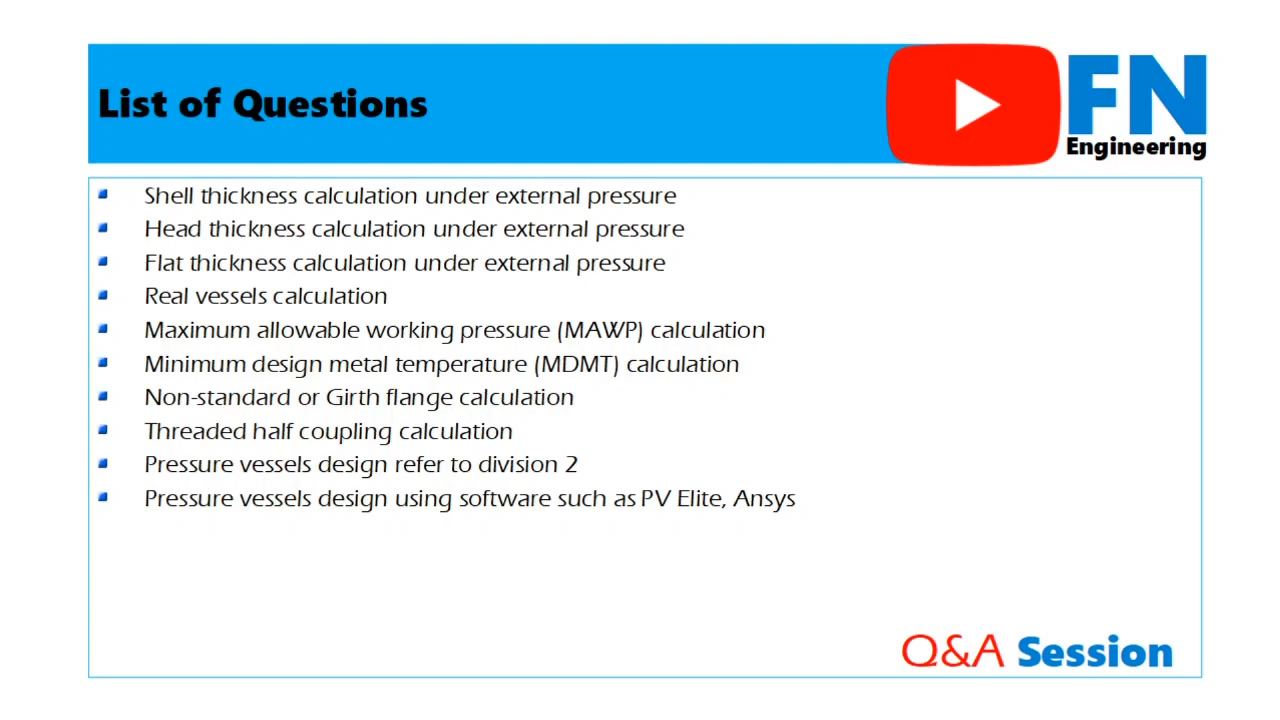 List of Questions
FN
Engineering
Shell thickness calculation under external pressure
Head thickness calculation under external pressure
Flat thickness calculation under external pressure
Real vessels calculation
Maximum allowable working pressure (MAWP) calculation
Minimum design metal temperature (MDMT) calculation
Non-standard or Girth flange calculation
Threaded half coupling calculation
Pressure vessels design refer to division 2
Pressure vessels design using software such as PV Elite, Ansys
Q&A Session